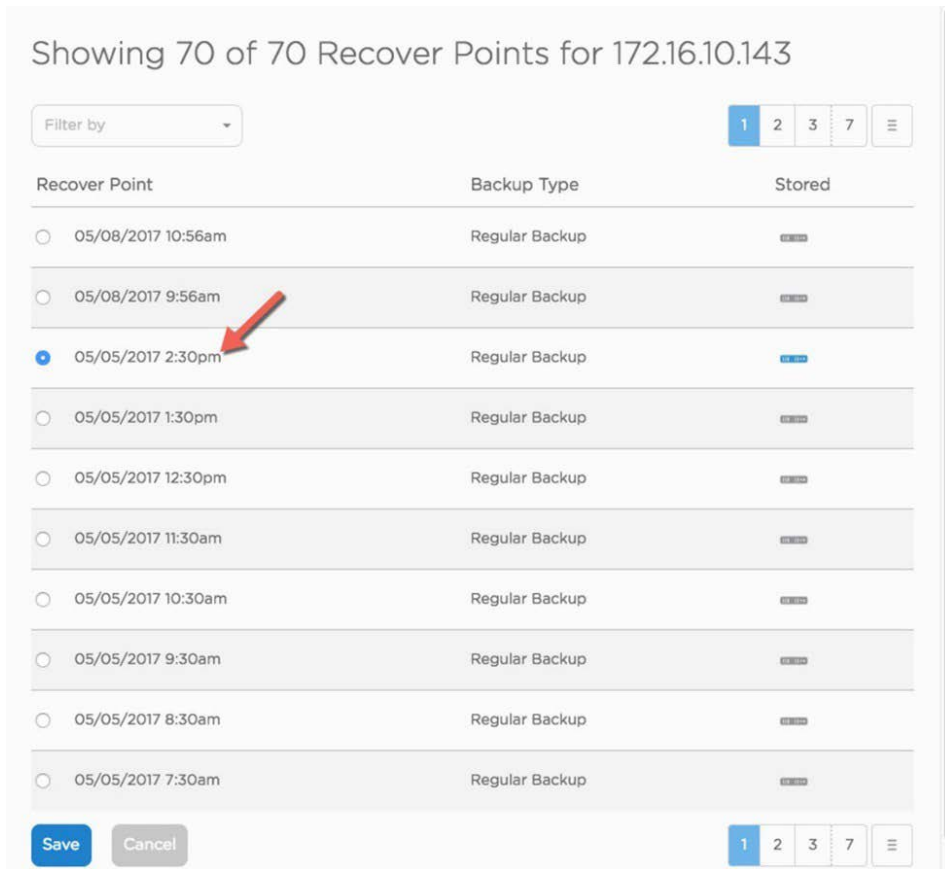 Showing 70 of 70 Recover Points for 172.16.10.143
Filter by
1 2 3 7
Recover Point Backup Type Stored
05/08/2017 10:56am Regular Backup
05/08/2017 9:56am Regular Backup
05/05/2017 2:30pm Regular Backup
05/05/2017 1:30pm Regular Backup
05/05/2017 12:30pm Regular Backup
05/05/2017 11:30am Regular Backup
05/05/2017 10:30am Regular Backup
05/05/2017 9:30am Regular Backup
05/05/2017 8:30am Regular Backup
05/05/2017 7:30am Regular Backup
Save Cancel 1 2 3 7